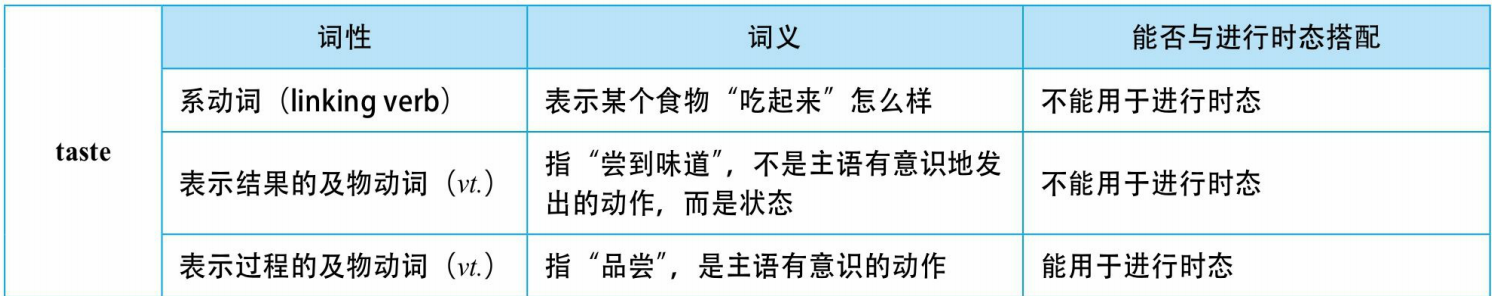 词性 词义 能否与进行时态搭配
taste
系动词（linking verb） 表示某个食物“吃起来”怎么样 不能用于进行时态
表示结果的及物动词（vt.） 指“尝到味道”，不是主语有意识地发
出的动作，而是状态 不能用于进行时态
表示过程的及物动词（vt.） 指“品尝”，是主语有意识的动作 能用于进行时态